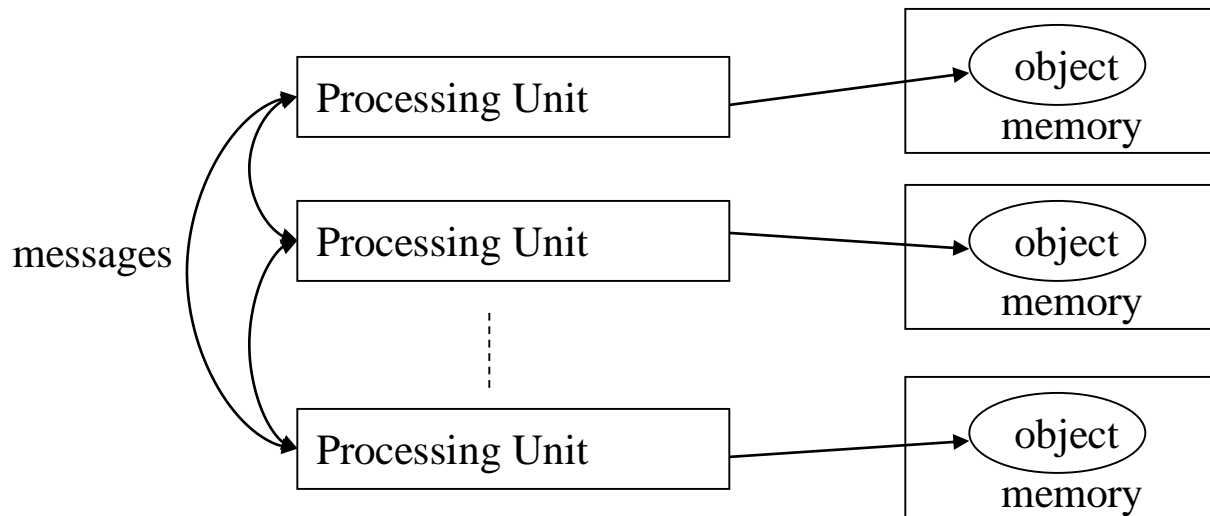 object
Processing Unit
memory
object
Processing Unit
messages
memory
object
Processing Unit
memory